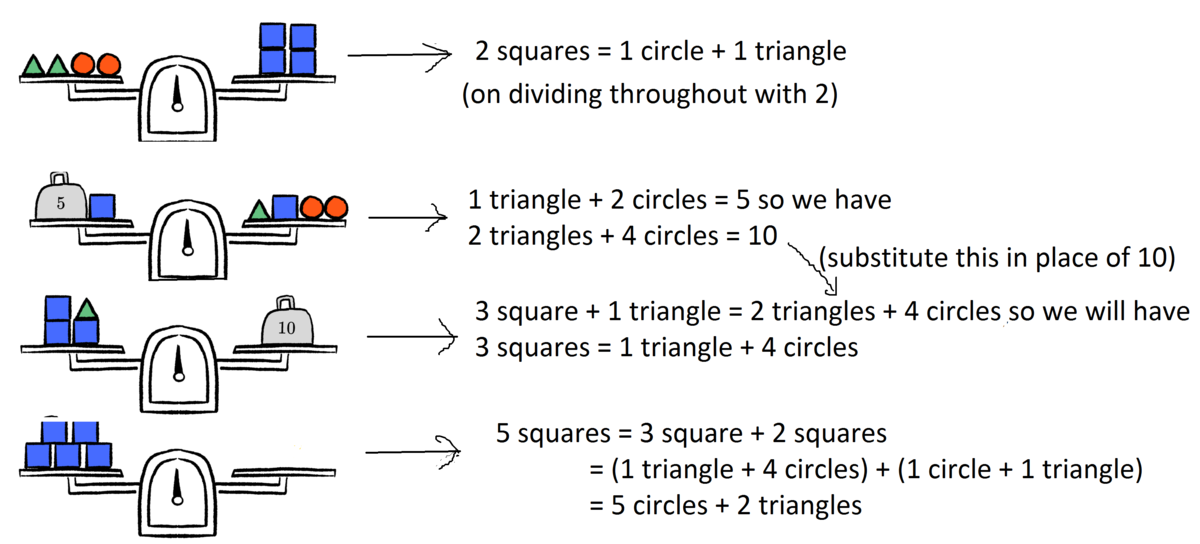 2 squares = 1 circle + 1 triangle
(on dividing throughout with 2)
5
1 triangle + 2 circles = 5 so we have
2 triangles + 4 circles = 10
(substitute this in place of 10)
10
3 square + 1 triangle = 2 triangles + 4 circles so we will have
3 squares = 1 triangle + 4 circles
5 squares = 3 square + 2 squares
= (1 triangle + 4 circles) + (1 circle + 1 triangle)
= 5 circles + 2 triangles